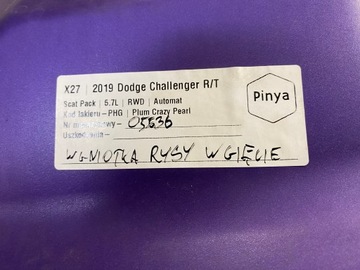 X27 | 2019 Dodge Challenger R/T
Scat Pack | 5.7L | RWD | Automat
Kod lakieru - PHG | Plum Crazy Pearl
05636
WGNIOTKA RYSY WGIĘCIE
Pinya